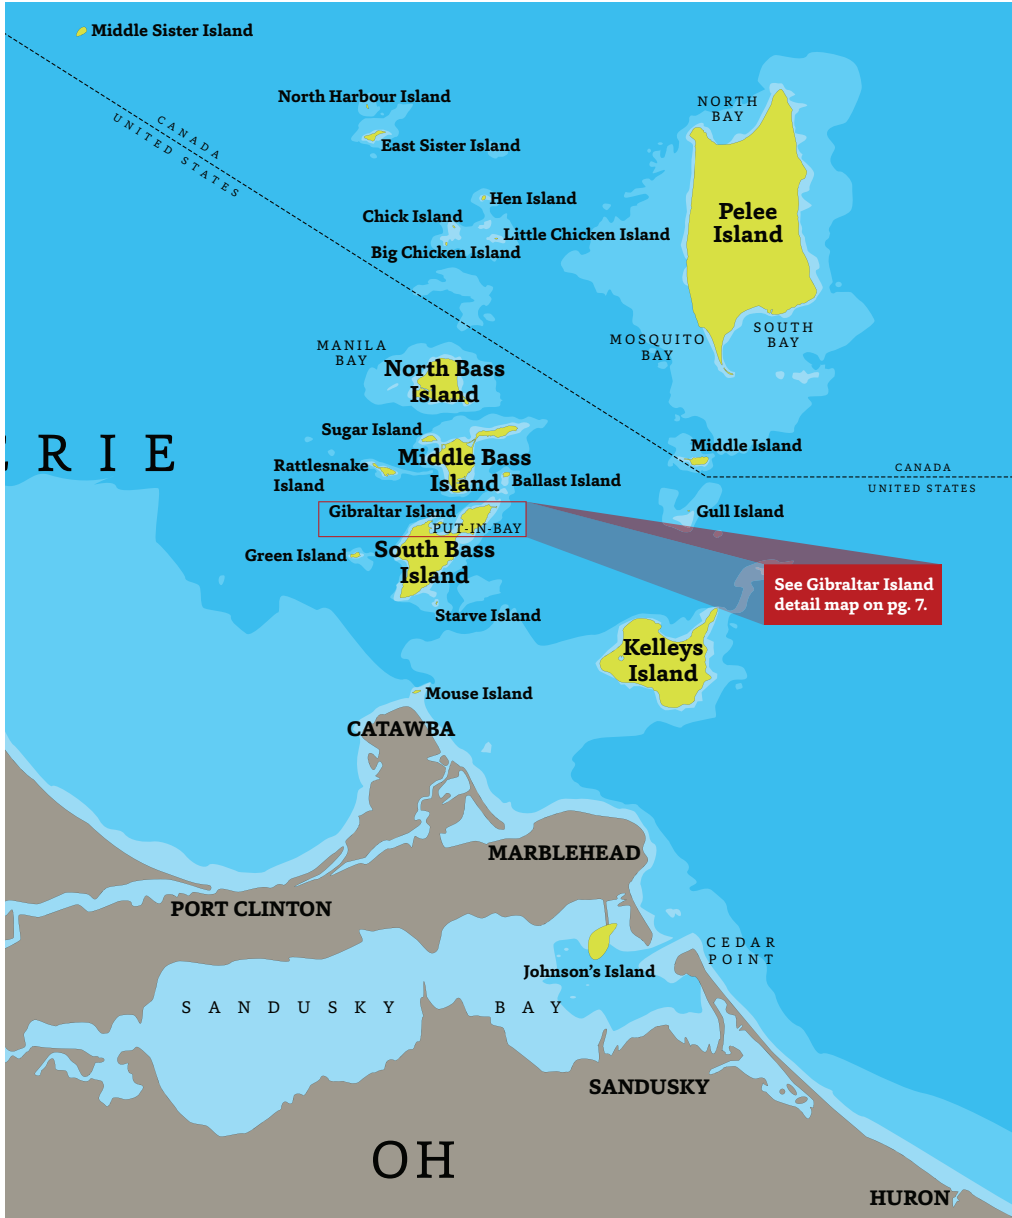 Middle Sister Island
North Harbour Island
NORTH
BAY
CANADA
UNITED STATES
East Sister Island
Hen Island
Pelee
Island
Chick Island
Little Chicken Island
Big Chicken Island
SOUTH
BAY
MOSQUITO
BAY
MANILA
BAY
North Bass
Island
Sugar Island
ERIE
Middle Island
Middle Bass
Island
Rattlesnake
Island
CANADA
UNITED STATES
Ballast Island
Gibraltar Island
PUT-IN-BAY
Gull Island
South Bass
Island
Green Island
See Gibraltar Island
detail map on pg. 7.
Starve Island
Kelleys
Island
Mouse Island
CATAWBA
MARBLEHEAD
PORT CLINTON
CEDAR
POINT
Johnson's Island
SANDUSKY BAY
SANDUSKY
OH
HURON